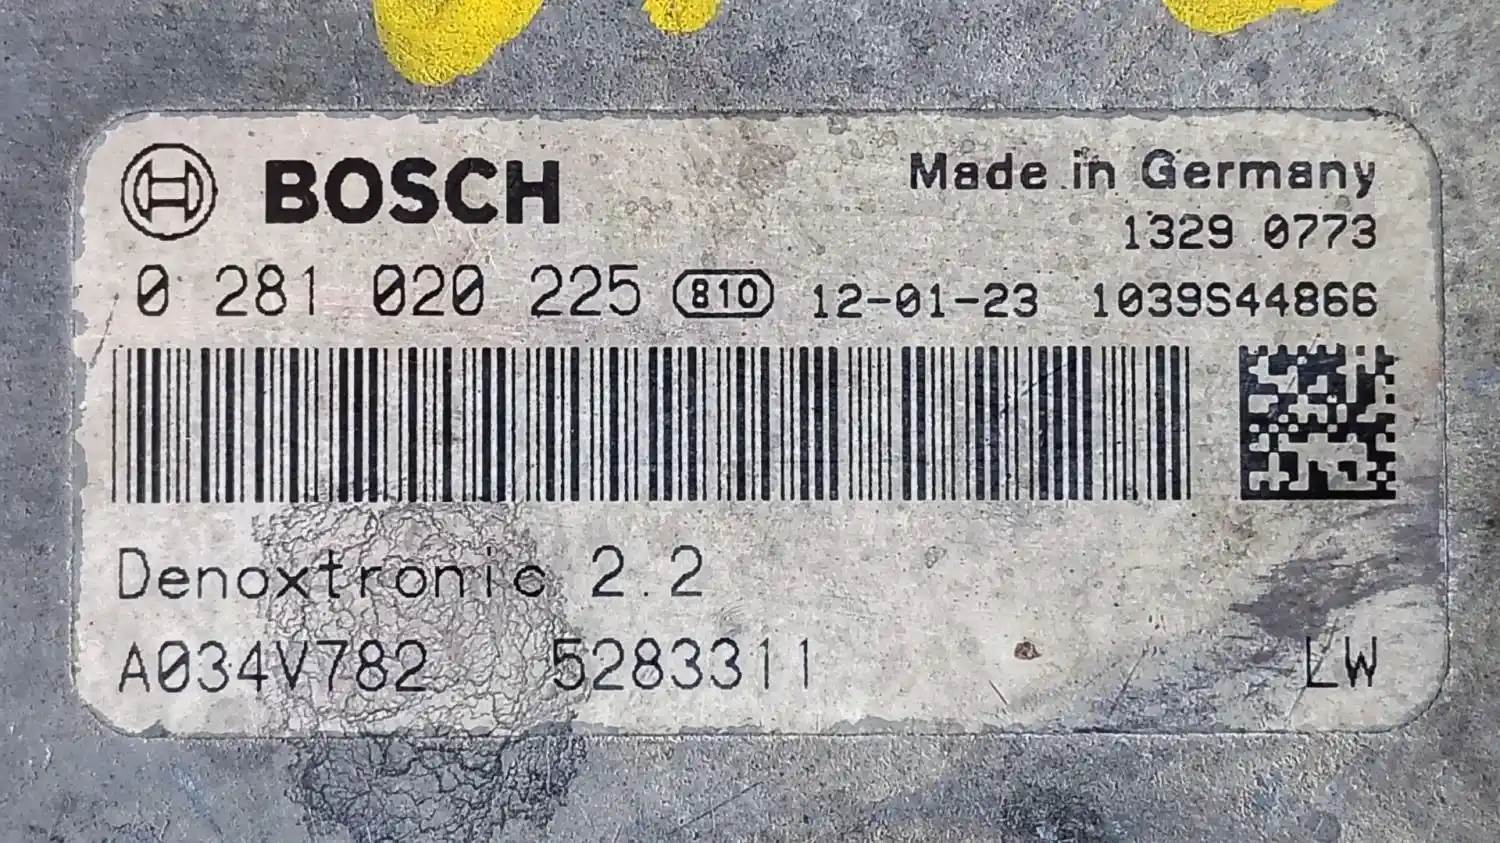 BOSCH
Made in Germany
1329 0773
0 281 020 225 810 12-01-23 1039S44866
Denoxtronic 2.2
A034V782 5283311 LW